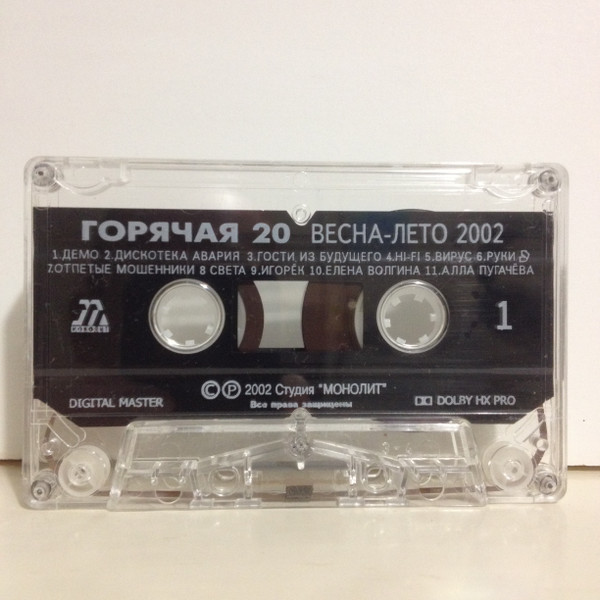 ГОРЯЧАЯ 20 ВЕСНА-ЛЕТО 2002
1.ДЕМО 2.ДИСКОТЕКА АВАРИЯ 3.ГОСТИ ИЗ БУДУЩЕГО 4.HI-FI 5.ВИРУС 6.РУКИ В
7.ОТПЕТЫЕ МОШЕННИКИ 8 СВЕТА 9.ИГОРЁК 10.ЕЛЕНА ВОЛГИНА 11.АЛЛА ПУГАЧЁВА
МОНОЛИТ
1
©Ⓟ 2002 Студия "МОНОЛИТ"
Все права защищены
DIGITAL MASTER
DOLBY HX PRO